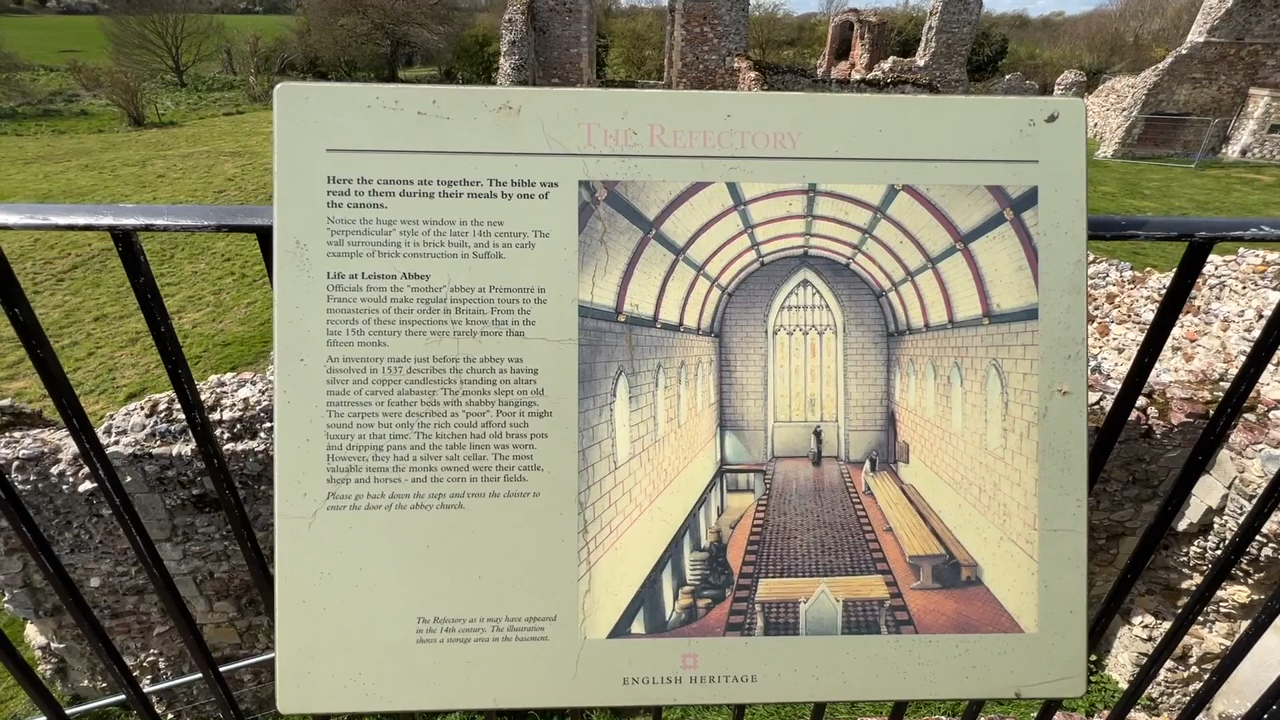 THE REFECTORY
Here the canons ate together. The bible was
read to them during their meals by one of
the canons.
Notice the huge west window in the new
"perpendicular" style of the later 14th century. The
wall surrounding it is brick built, and is an early
example of brick construction in Suffolk.
Life at Leiston Abbey
Officials from the "mother" abbey at Prémontré in
France would make regular inspection tours to the
monasteries of their order in Britain. From the
records of these inspections we know that in the
late 15th century there were rarely more than
fifteen monks.
An inventory made just before the abbey was
dissolved in 1537 describes the church as having
silver and copper candlesticks standing on altars
made of carved alabaster. The monks slept on old
mattresses or feather beds with shabby hangings.
The carpets were described as "poor". Poor it might
sound now but only the rich could afford such
luxury at that time. The kitchen had old brass pots
and dripping pans and the table linen was worn.
However, they had a silver salt cellar. The most
valuable items the monks owned were their cattle,
sheep and horses - and the corn in their fields.
Please go back down the steps and cross the cloister to
enter the door of the abbey church.
The Refectory as it may have appeared
in the 14th century. The illustration
shows a storage area in the basement.
ENGLISH HERITAGE